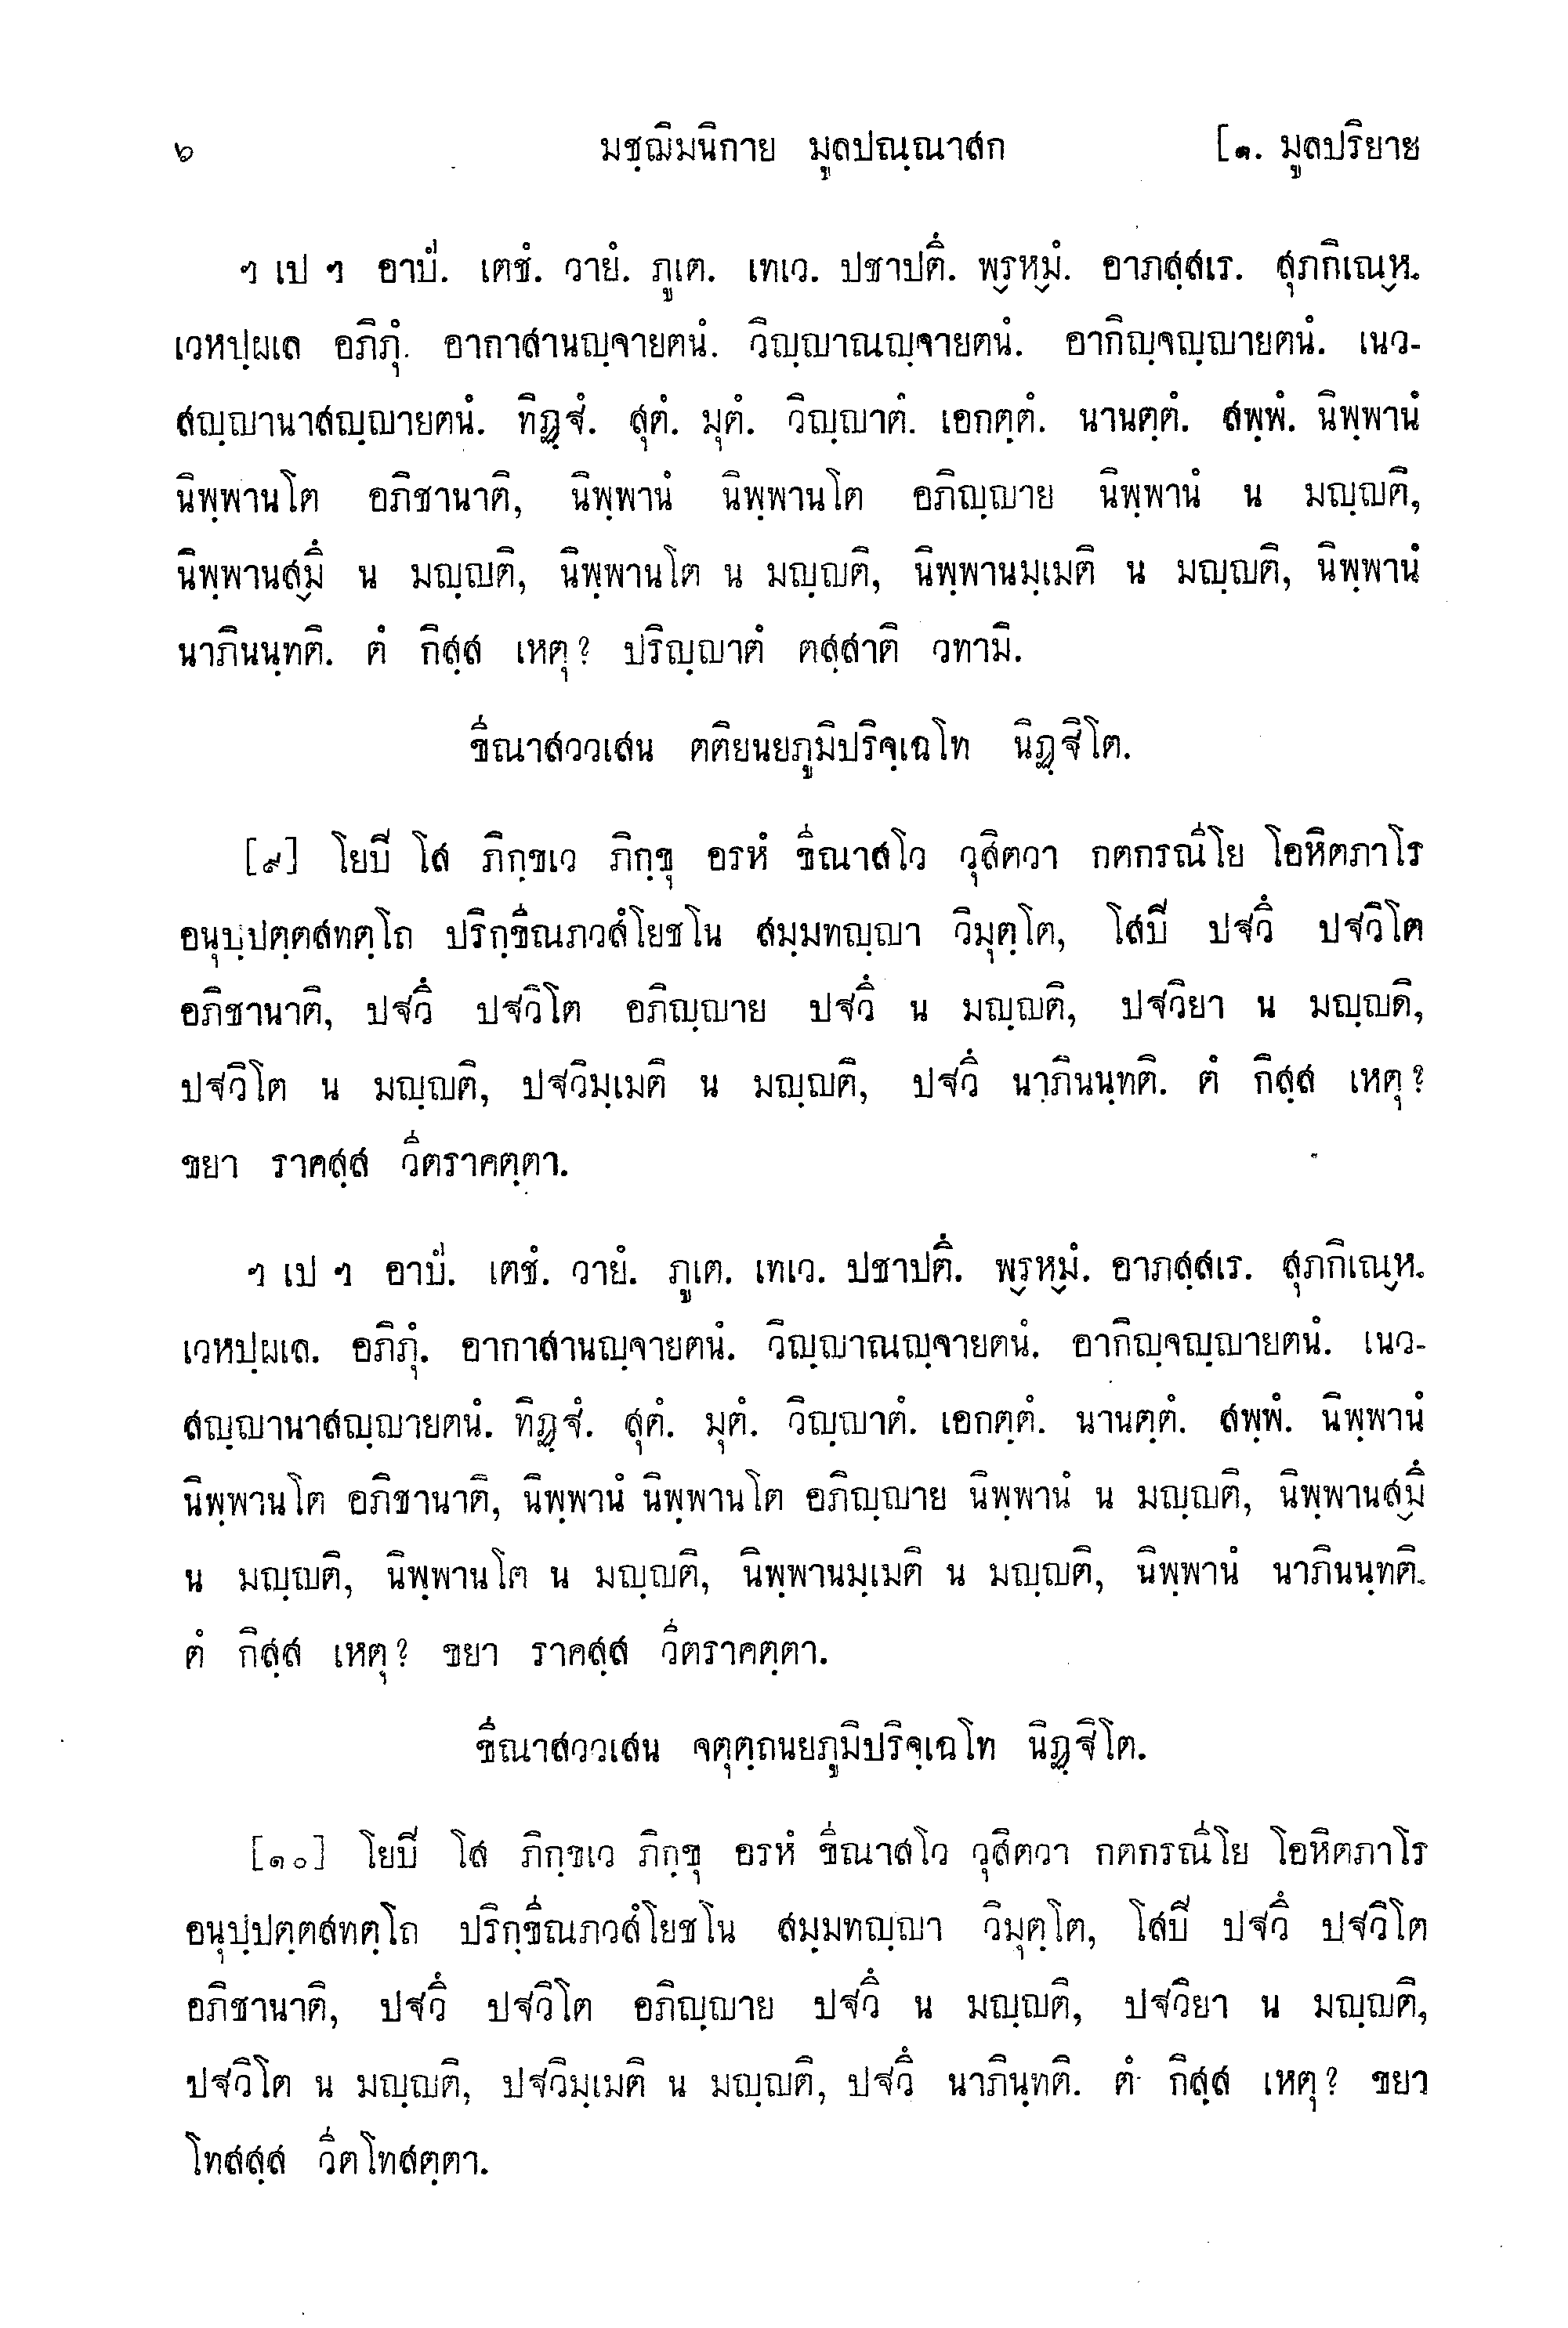 ๖ มชฺฌิมนิกาย มูลปณฺณาสก [๑. มูลปริยาย
ฯ เป ฯ อาปํ. เตชํ. วายํ. ภูเต. เทเว. ปชาปตึ. พฺรหฺมํ. อาภสฺสเร. สุภกิเณฺห.
เวหปฺผเล อภิภุํ. อากาสานญฺจายตนํ. วิญฺญาณญฺจายตนํ. อากิญฺจญฺญายตนํ. เนว-
สญฺญานาสญฺญายตนํ. ทิฏฺฐํ. สุตํ. มุตํ. วิญฺญาตํ. เอกตฺตํ. นานตฺตํ. สพฺพํ. นิพฺพานํ
นิพฺพานโต อภิชานาติ, นิพฺพานํ นิพฺพานโต อภิญฺญาย นิพฺพานํ น มญฺญติ,
นิพฺพานสฺมึ น มญฺญติ, นิพฺพานโต น มญฺญติ, นิพฺพานมฺเมติ น มญฺญติ, นิพฺพานํ
นาภินนฺทติ. ตํ กิสฺส เหตุ? ปริญฺญาตํ ตสฺสาติ วทามิ.
ขีณาสววเสน ตติยนยภูมิปริจฺเฉโท นิฏฺฐิโต.
[๙] โยปิ โส ภิกฺขเว ภิกฺขุ อรหํ ขีณาสโว วุสิตวา กตกรณีโย โอหิตภาโร
อนุปฺปตฺตสทตฺโถ ปริกฺขีณภวสํโยชโน สมฺมทญฺญา วิมุตฺโต, โสปิ ปฐวึ ปฐวิโต
อภิชานาติ, ปฐวึ ปฐวิโต อภิญฺญาย ปฐวึ น มญฺญติ, ปฐวิยา น มญฺญติ,
ปฐวิโต น มญฺญติ, ปฐวิมฺเมติ น มญฺญติ, ปฐวึ นาภินนฺทติ. ตํ กิสฺส เหตุ?
ขยา ราคสฺส วีตราคตฺตา.
ฯ เป ฯ อาปํ. เตชํ. วายํ. ภูเต. เทเว. ปชาปตึ. พฺรหฺมํ. อาภสฺสเร. สุภกิเณฺห.
เวหปฺผเล. อภิภุํ. อากาสานญฺจายตนํ. วิญฺญาณญฺจายตนํ. อากิญฺจญฺญายตนํ. เนว-
สญฺญานาสญฺญายตนํ. ทิฏฺฐํ. สุตํ. มุตํ. วิญฺญาตํ. เอกตฺตํ. นานตฺตํ. สพฺพํ. นิพฺพานํ
นิพฺพานโต อภิชานาติ, นิพฺพานํ นิพฺพานโต อภิญฺญาย นิพฺพานํ น มญฺญติ, นิพฺพานสฺมึ
น มญฺญติ, นิพฺพานโต น มญฺญติ, นิพฺพานมฺเมติ น มญฺญติ, นิพฺพานํ นาภินนฺทติ.
ตํ กิสฺส เหตุ? ขยา ราคสฺส วีตราคตฺตา.
ขีณาสววเสน จตุตฺถนยภูมิปริจฺเฉโท นิฏฺฐิโต.
[๑๐] โยปิ โส ภิกฺขเว ภิกฺขุ อรหํ ขีณาสโว วุสิตวา กตกรณีโย โอหิตภาโร
อนุปฺปตฺตสทตฺโถ ปริกฺขีณภวสํโยชโน สมฺมทญฺญา วิมุตฺโต, โสปิ ปฐวึ ปฐวิโต
อภิชานาติ, ปฐวึ ปฐวิโต อภิญฺญาย ปฐวึ น มญฺญติ, ปฐวิยา น มญฺญติ,
ปฐวิโต น มญฺญติ, ปฐวิมฺเมติ น มญฺญติ, ปฐวึ นาภินฺทติ. ตํ กิสฺส เหตุ? ขยา
โทสสฺส วีตโทสตฺตา.